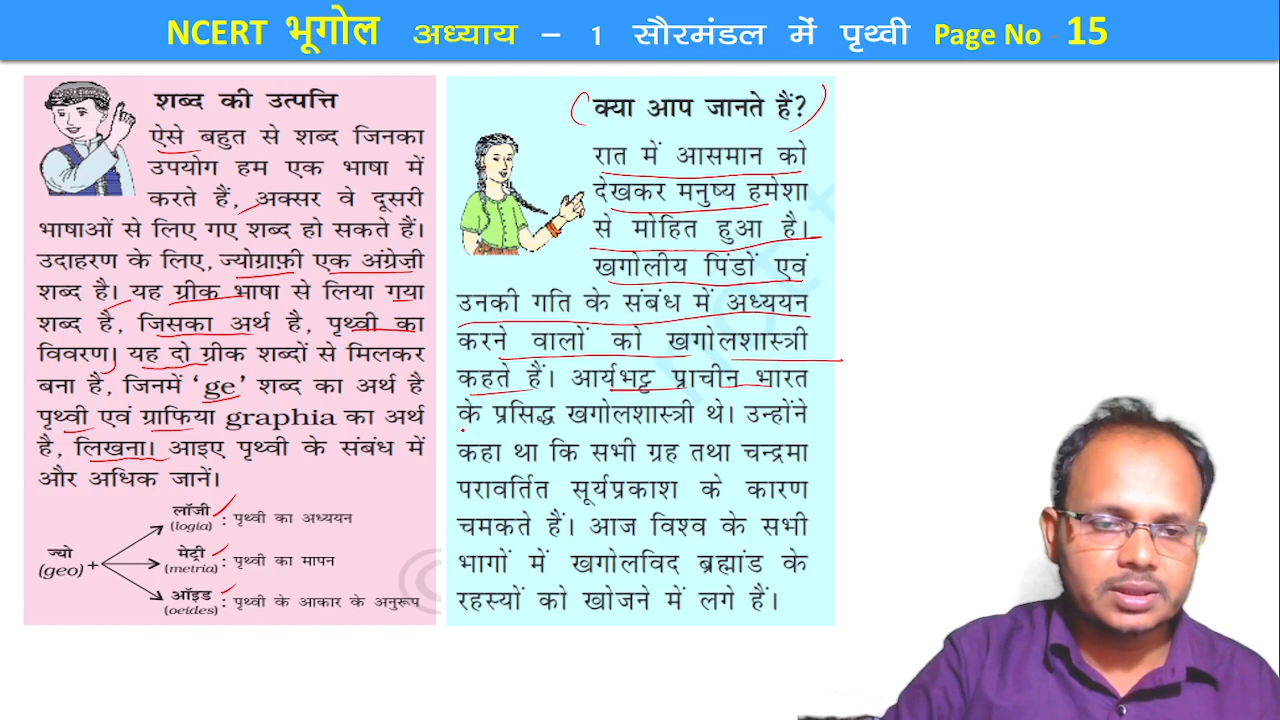 NCERT भूगोल अध्याय – 1 सौरमंडल में पृथ्वी Page No - 15
शब्द की उत्पत्ति
ऐसे बहुत से शब्द जिनका
उपयोग हम एक भाषा में
करते हैं, अक्सर वे दूसरी
भाषाओं से लिए गए शब्द हो सकते हैं।
उदाहरण के लिए, ज्योग्राफ़ी एक अंग्रेज़ी
शब्द है। यह ग्रीक भाषा से लिया गया
शब्द है, जिसका अर्थ है, पृथ्वी का
विवरण। यह दो ग्रीक शब्दों से मिलकर
बना है, जिनमें ‘ge’ शब्द का अर्थ है
पृथ्वी एवं ग्राफिया graphia का अर्थ
है, लिखना। आइए पृथ्वी के संबंध में
और अधिक जानें।
लॉजी : पृथ्वी का अध्ययन
(logia)
ज्यो मेट्री : पृथ्वी का मापन
(geo) + (metria)
ऑइड : पृथ्वी के आकार के अनुरूप
(oeides)
क्या आप जानते हैं?
रात में आसमान को
देखकर मनुष्य हमेशा
से मोहित हुआ है।
खगोलीय पिंडों एवं
उनकी गति के संबंध में अध्ययन
करने वालों को खगोलशास्त्री
कहते हैं। आर्यभट्ट प्राचीन भारत
के प्रसिद्ध खगोलशास्त्री थे। उन्होंने
कहा था कि सभी ग्रह तथा चन्द्रमा
परावर्तित सूर्यप्रकाश के कारण
चमकते हैं। आज विश्व के सभी
भागों में खगोलविद ब्रह्मांड के
रहस्यों को खोजने में लगे हैं।